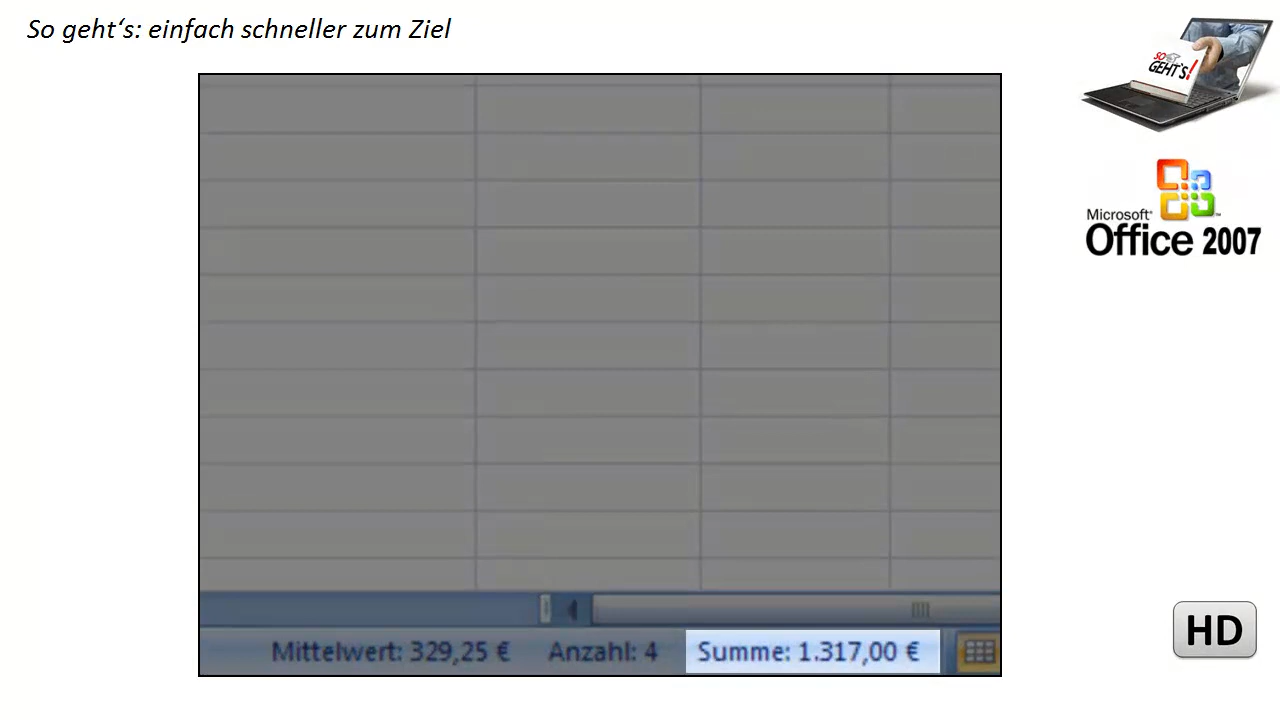 So geht‘s: einfach schneller zum Ziel
SO
GEHT`S!
Microsoft®
Office 2007
Mittelwert: 329,25 € Anzahl: 4 Summe: 1.317,00 €
HD